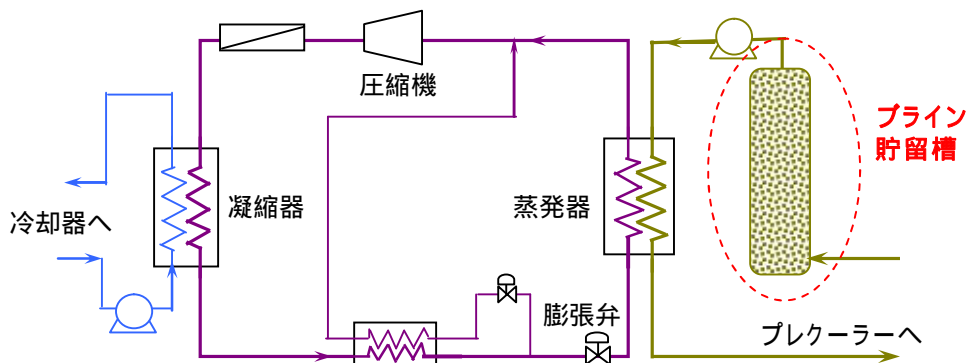 圧縮機
ブライン
貯留槽
凝縮器
蒸発器
冷却器へ
膨張弁
プレクーラーへ